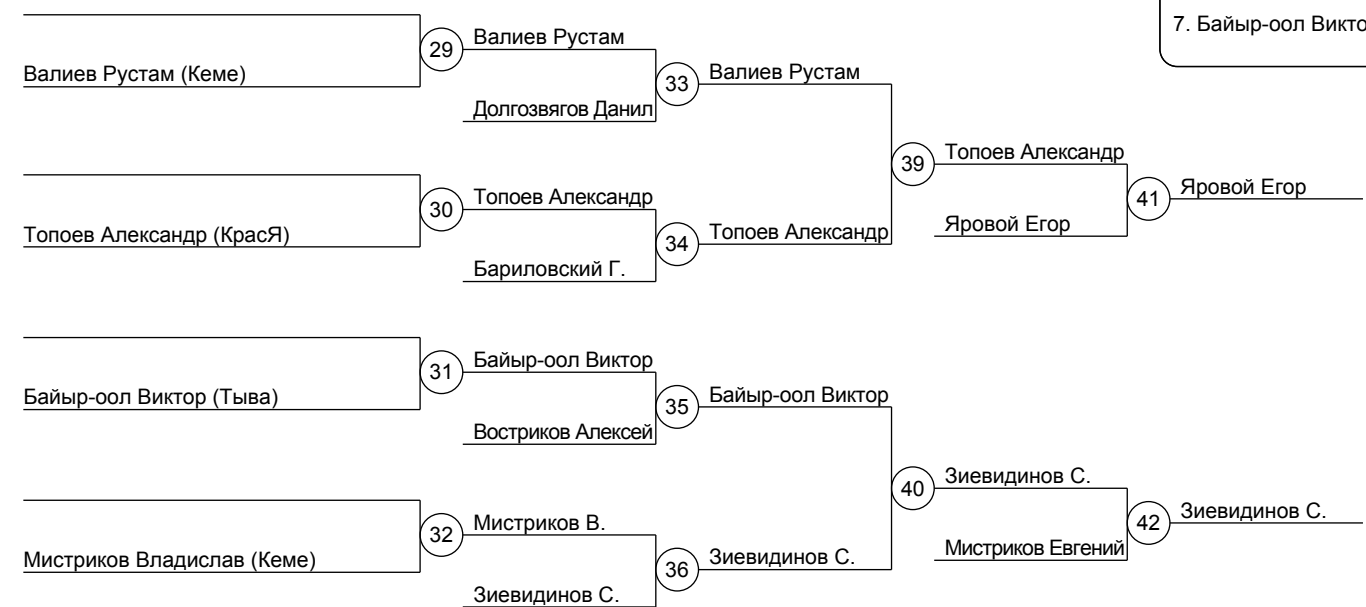 7. Байыр-оол Викто
29
Валиев Рустам
Валиев Рустам (Кеме)
33
Валиев Рустам
Долгозвягов Данил
39
Топоев Александр
30
Топоев Александр
41
Яровой Егор
Топоев Александр (КрасЯ)
34
Топоев Александр
Яровой Егор
Бариловский Г.
31
Байыр-оол Виктор
Байыр-оол Виктор (Тыва)
35
Байыр-оол Виктор
Востриков Алексей
40
Зиевидинов С.
32
Мистриков В.
42
Зиевидинов С.
Мистриков Владислав (Кеме)
36
Зиевидинов С.
Мистриков Евгений
Зиевидинов С.